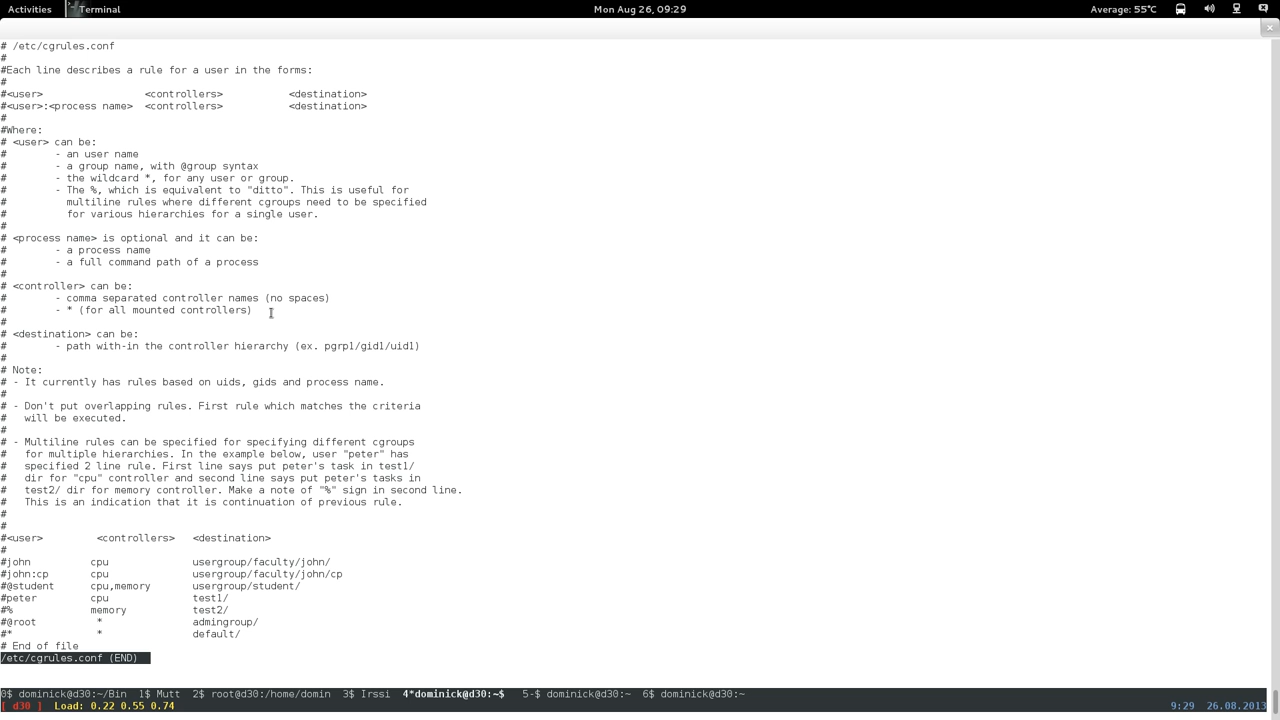 Activities Terminal Mon Aug 26, 09:29 Average: 55°C
# /etc/cgrules.conf
#
#Each line describes a rule for a user in the forms:
#
#<user> <controllers> <destination>
#<user>:<process name> <controllers> <destination>
#
#Where:
# <user> can be:
# - an user name
# - a group name, with @group syntax
# - the wildcard *, for any user or group.
# - The %, which is equivalent to "ditto". This is useful for
# multiline rules where different cgroups need to be specified
# for various hierarchies for a single user.
#
# <process name> is optional and it can be:
# - a process name
# - a full command path of a process
#
# <controller> can be:
# - comma separated controller names (no spaces)
# - * (for all mounted controllers)
#
# <destination> can be:
# - path with-in the controller hierarchy (ex. pgrp1/gid1/uid1)
#
# Note:
# - It currently has rules based on uids, gids and process name.
#
# - Don't put overlapping rules. First rule which matches the criteria
# will be executed.
#
# - Multiline rules can be specified for specifying different cgroups
# for multiple hierarchies. In the example below, user "peter" has
# specified 2 line rule. First line says put peter's task in test1/
# dir for "cpu" controller and second line says put peter's tasks in
# test2/ dir for memory controller. Make a note of "%" sign in second line.
# This is an indication that it is continuation of previous rule.
#
#
#<user> <controllers> <destination>
#
#john cpu usergroup/faculty/john/
#john:cp cpu usergroup/faculty/john/cp
#@student cpu,memory usergroup/student/
#peter cpu test1/
#% memory test2/
#@root * admingroup/
#* * default/
# End of file
/etc/cgrules.conf (END)
0$ dominick@d30:~/Bin 1$ Mutt 2$ root@d30:/home/domin 3$ Irssi 4*dominick@d30:~$ 5-$ dominick@d30:~ 6$ dominick@d30:~
[ d30 ] Load: 0.22 0.55 0.74 9:29 26.08.2013